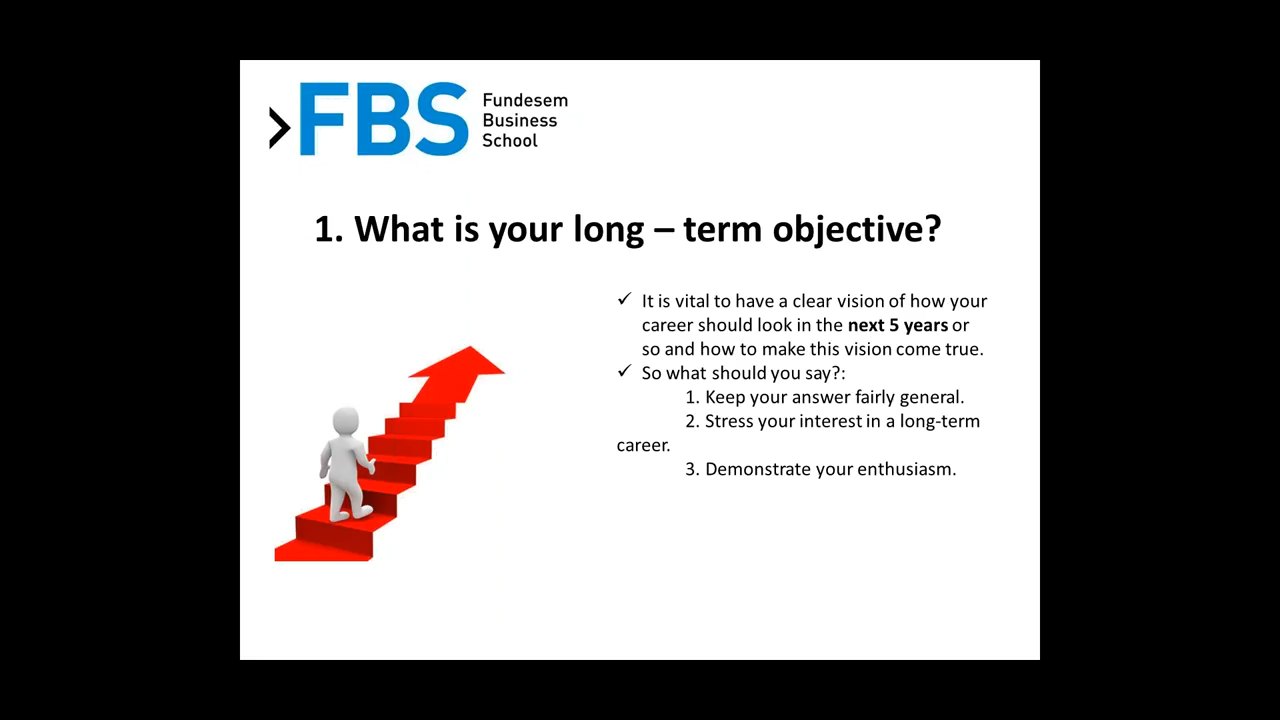 FBS
Fundesem
Business
School
1. What is your long – term objective?
✓ It is vital to have a clear vision of how your
career should look in the next 5 years or
so and how to make this vision come true.
✓ So what should you say?:
1. Keep your answer fairly general.
2. Stress your interest in a long-term
career.
3. Demonstrate your enthusiasm.